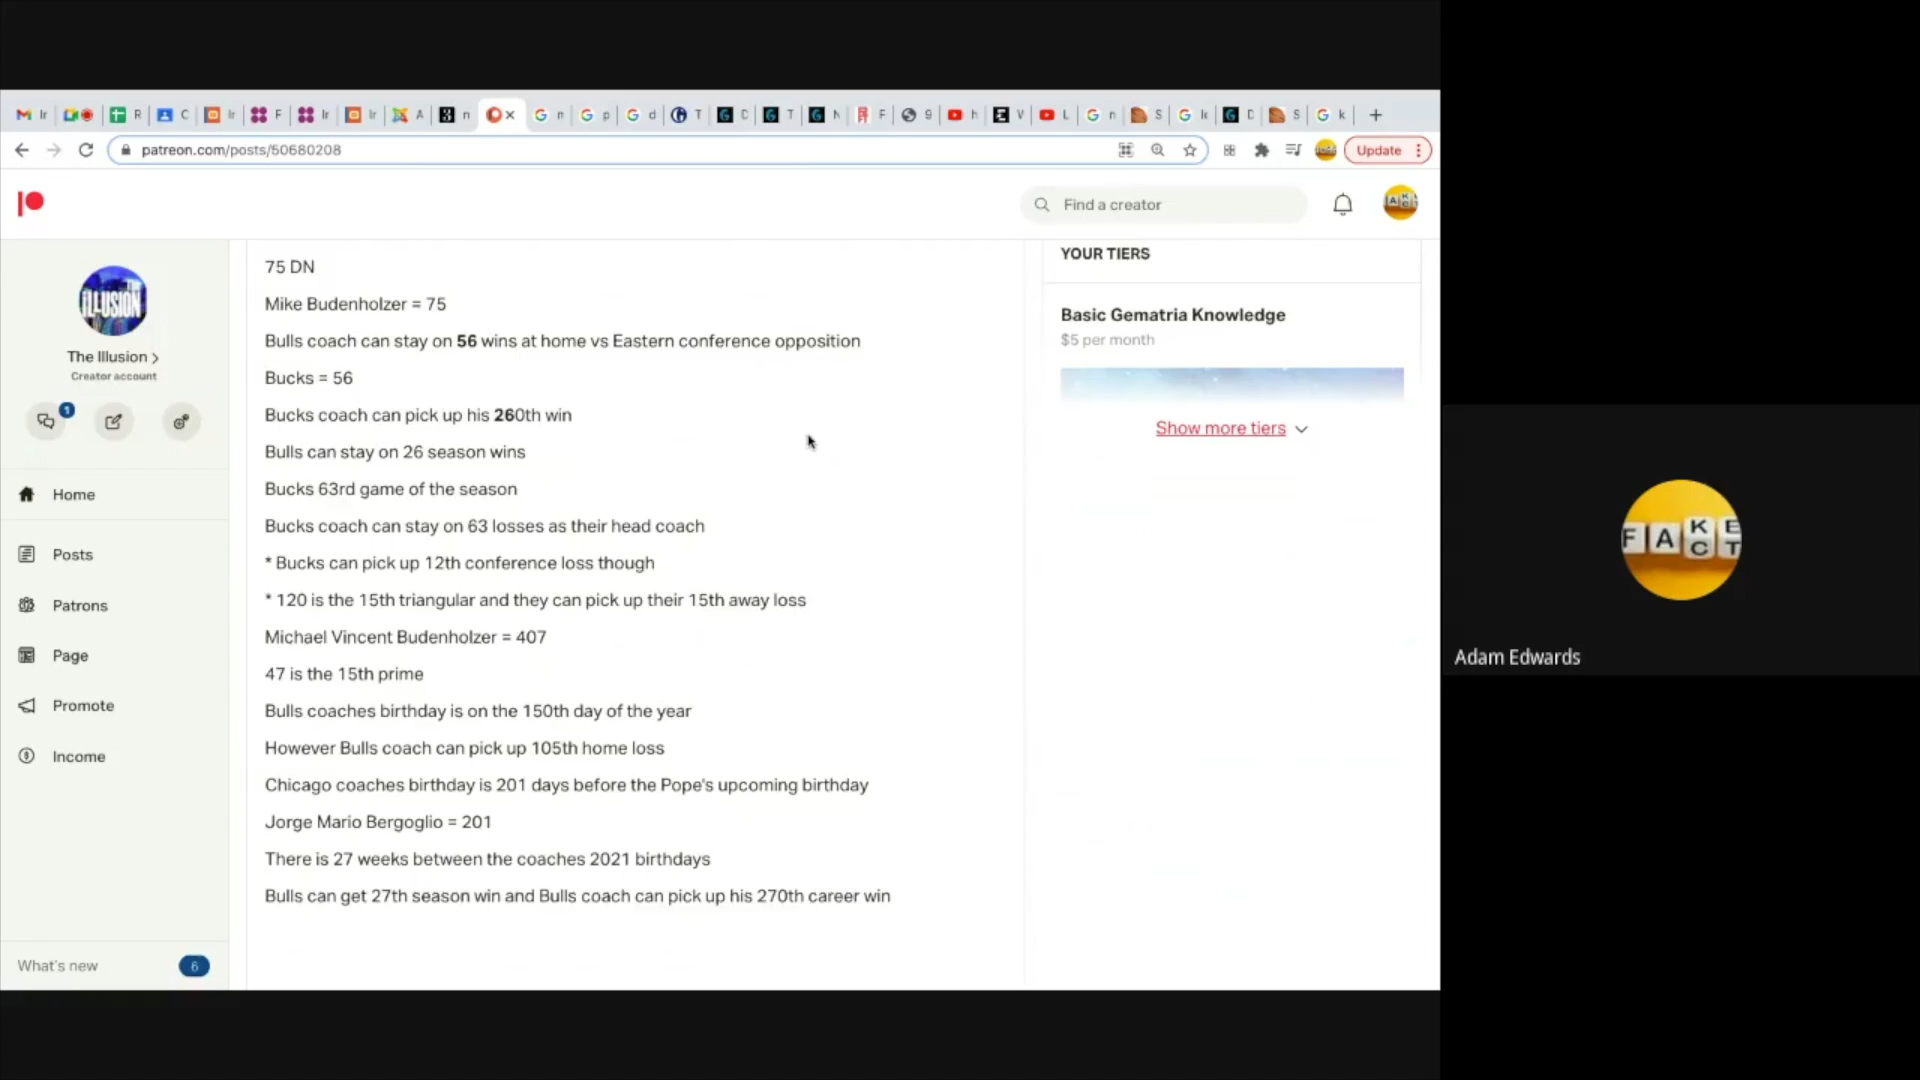 Ir
R
C
Ir
F
Ir
Ir
A
n
n
p
d
T
D
T
N
F
9
h
V
L
n
S
k
D
S
k
patreon.com/posts/50680208
Update
Find a creator
ILLUSION
The Illusion
Creator account
1
Home
Posts
Patrons
Page
Promote
Income
What's new
6
75 DN
Mike Budenholzer = 75
Bulls coach can stay on 56 wins at home vs Eastern conference opposition
Bucks = 56
Bucks coach can pick up his 260th win
Bulls can stay on 26 season wins
Bucks 63rd game of the season
Bucks coach can stay on 63 losses as their head coach
* Bucks can pick up 12th conference loss though
* 120 is the 15th triangular and they can pick up their 15th away loss
Michael Vincent Budenholzer = 407
47 is the 15th prime
Bulls coaches birthday is on the 150th day of the year
However Bulls coach can pick up 105th home loss
Chicago coaches birthday is 201 days before the Pope's upcoming birthday
Jorge Mario Bergoglio = 201
There is 27 weeks between the coaches 2021 birthdays
Bulls can get 27th season win and Bulls coach can pick up his 270th career win
YOUR TIERS
Basic Gematria Knowledge
$5 per month
Show more tiers
F A K E
C T
Adam Edwards